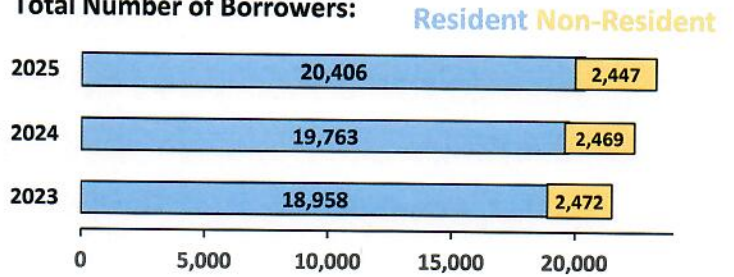 Total Number of Borrowers:
Resident Non-Resident
2025 20,406 2,447
2024 19,763 2,469
2023 18,958 2,472
0 5,000 10,000 15,000 20,000